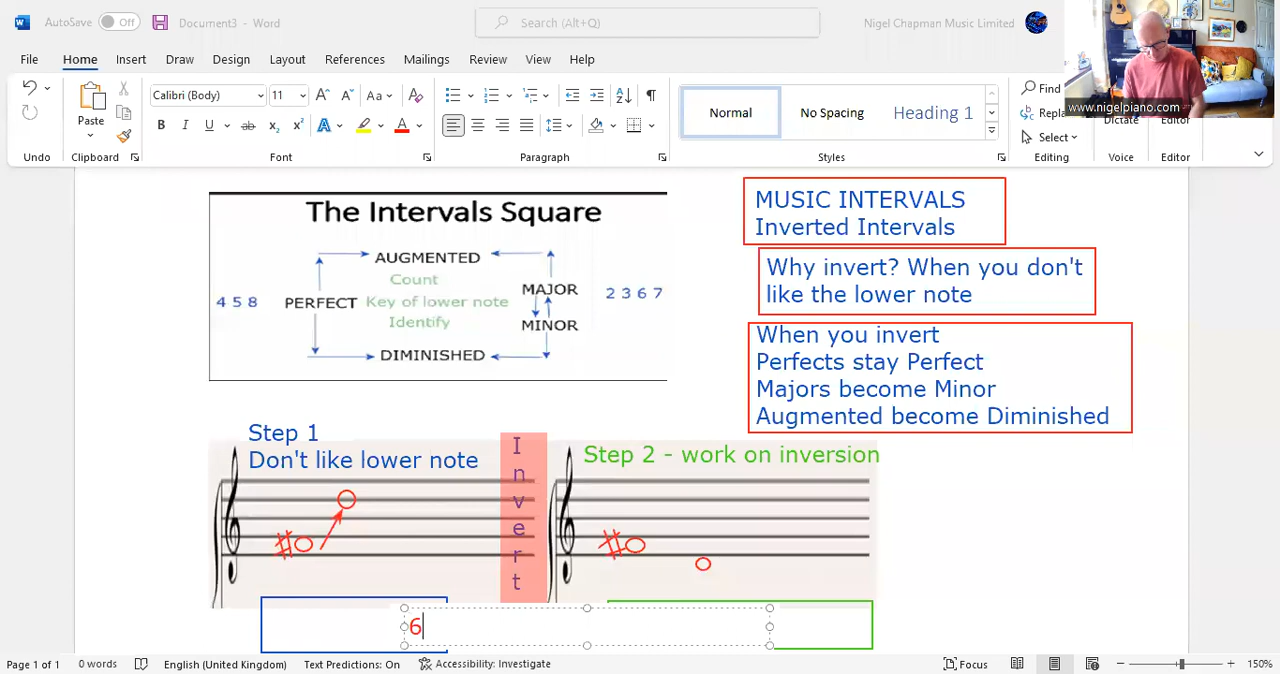 AutoSave Off Document3 - Word Search (Alt+Q) Nigel Chapman Music Limited
File Home Insert Draw Design Layout References Mailings Review View Help
www.nigelpiano.com
Calibri (Body) 11 A A Aa A
Paste
B I U ab x₂ x² A A
Normal No Spacing Heading 1
Find
Select
Dictate
Undo Clipboard Font Paragraph Styles Editing Voice Editor
The Intervals Square
AUGMENTED
Count
4 5 8 PERFECT Key of lower note MAJOR 2 3 6 7
Identify MINOR
DIMINISHED
MUSIC INTERVALS
Inverted Intervals
Why invert? When you don't
like the lower note
When you invert
Perfects stay Perfect
Majors become Minor
Augmented become Diminished
Step 1
Don't like lower note
Invert
Step 2 - work on inversion
6
Page 1 of 1 0 words English (United Kingdom) Text Predictions: On Accessibility: Investigate Focus 150%